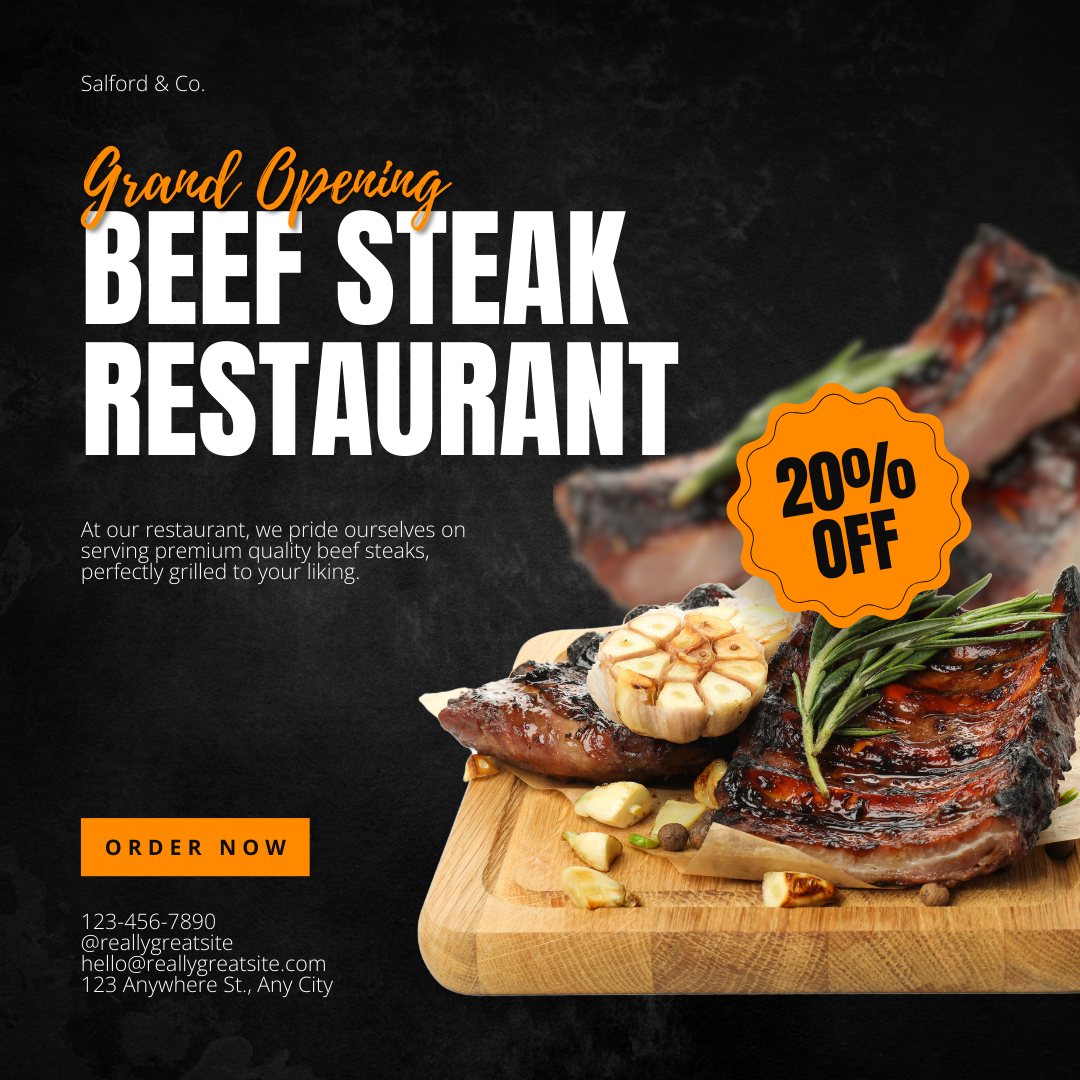 Salford & Co.
Grand Opening
BEEF STEAK
RESTAURANT
20%
OFF
At our restaurant, we pride ourselves on
serving premium quality beef steaks,
perfectly grilled to your liking.
ORDER NOW
123-456-7890
@reallygreatsite
hello@reallygreatsite.com
123 Anywhere St., Any City